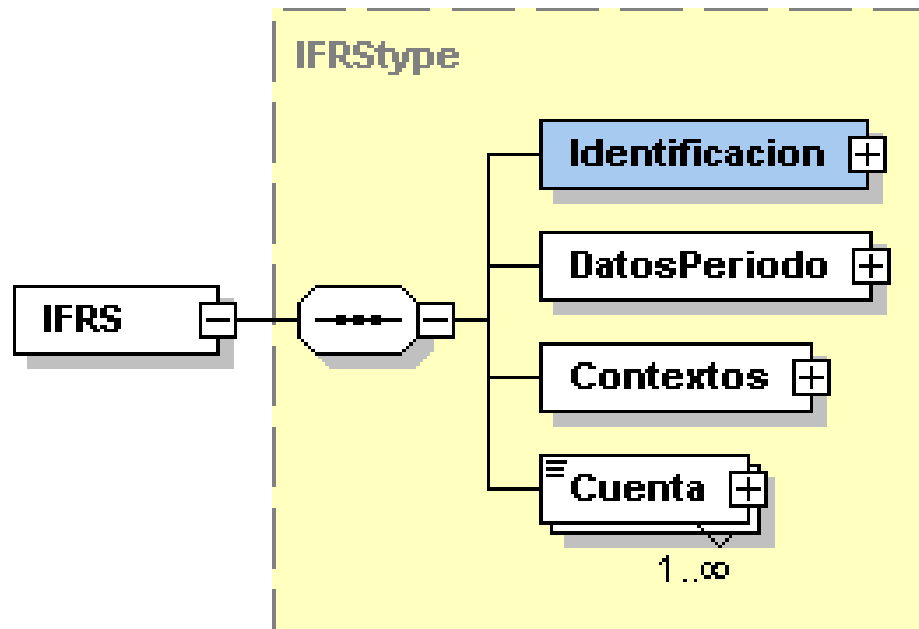 IFRStype
Identificacion
DatosPeriodo
IFRS
Contextos
Cuenta
1..∞